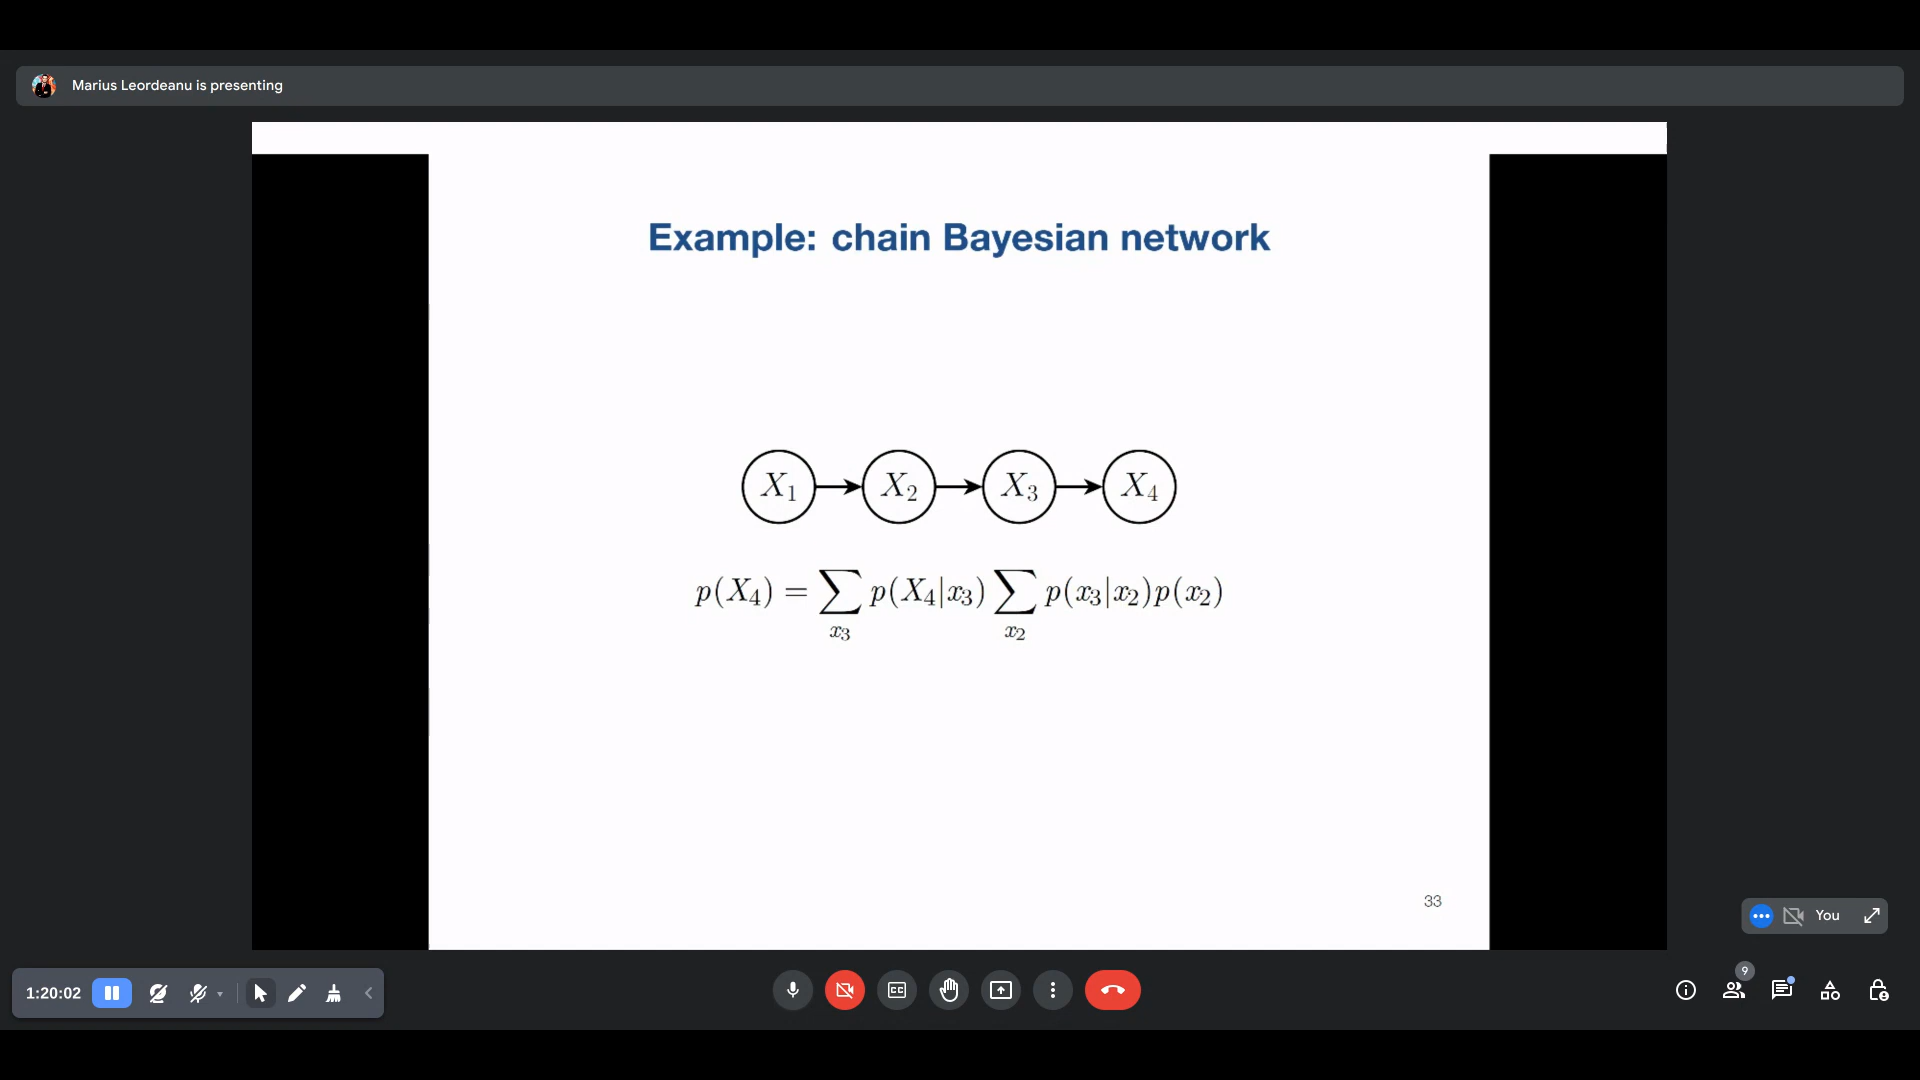 Marius Leordeanu is presenting
Example: chain Bayesian network
X₁ X₂ X₃ X₄
p(X₄) = ∑ p(X₄|x₃) ∑ p(x₃|x₂)p(x₂)
x₃ x₂
33
You
9
1:20:02